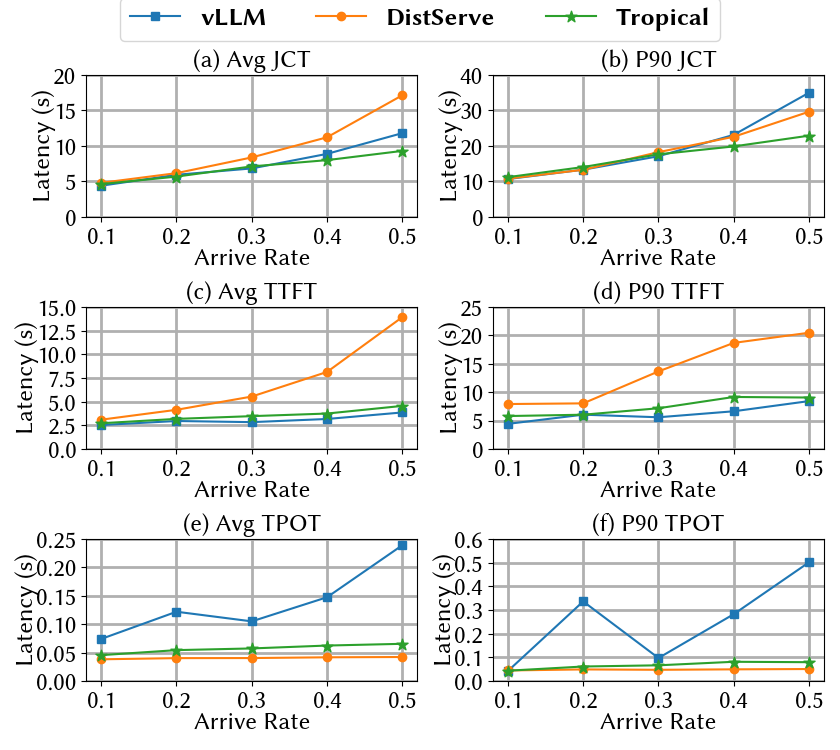 vLLM DistServe Tropical
(a) Avg JCT
20
15
10
5
0
Latency (s)
0.1 0.2 0.3 0.4 0.5
Arrive Rate
(b) P90 JCT
40
30
20
10
0
Latency (s)
0.1 0.2 0.3 0.4 0.5
Arrive Rate
(c) Avg TTFT
15.0
12.5
10.0
7.5
5.0
2.5
0.0
Latency (s)
0.1 0.2 0.3 0.4 0.5
Arrive Rate
(d) P90 TTFT
25
20
15
10
5
0
Latency (s)
0.1 0.2 0.3 0.4 0.5
Arrive Rate
(e) Avg TPOT
0.25
0.20
0.15
0.10
0.05
0.00
Latency (s)
0.1 0.2 0.3 0.4 0.5
Arrive Rate
(f) P90 TPOT
0.6
0.5
0.4
0.3
0.2
0.1
0.0
Latency (s)
0.1 0.2 0.3 0.4 0.5
Arrive Rate